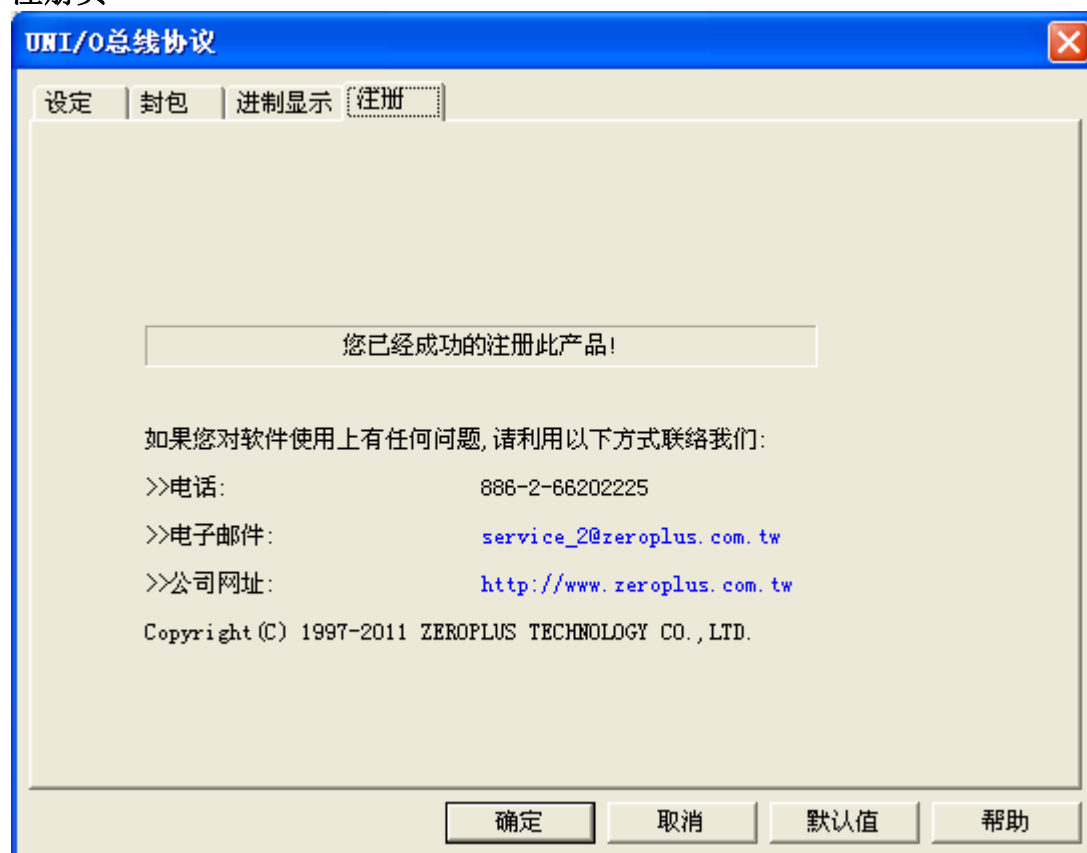 注册页
UNI/O总线协议
设定 封包 进制显示 注册
您已经成功的注册此产品!
如果您对软件使用上有任何问题,请利用以下方式联络我们:
>>电话: 886-2-66202225
>>电子邮件: service_2@zeroplus.com.tw
>>公司网址: http://www.zeroplus.com.tw
Copyright(C) 1997-2011 ZEROPLUS TECHNOLOGY CO.,LTD.
确定 取消 默认值 帮助